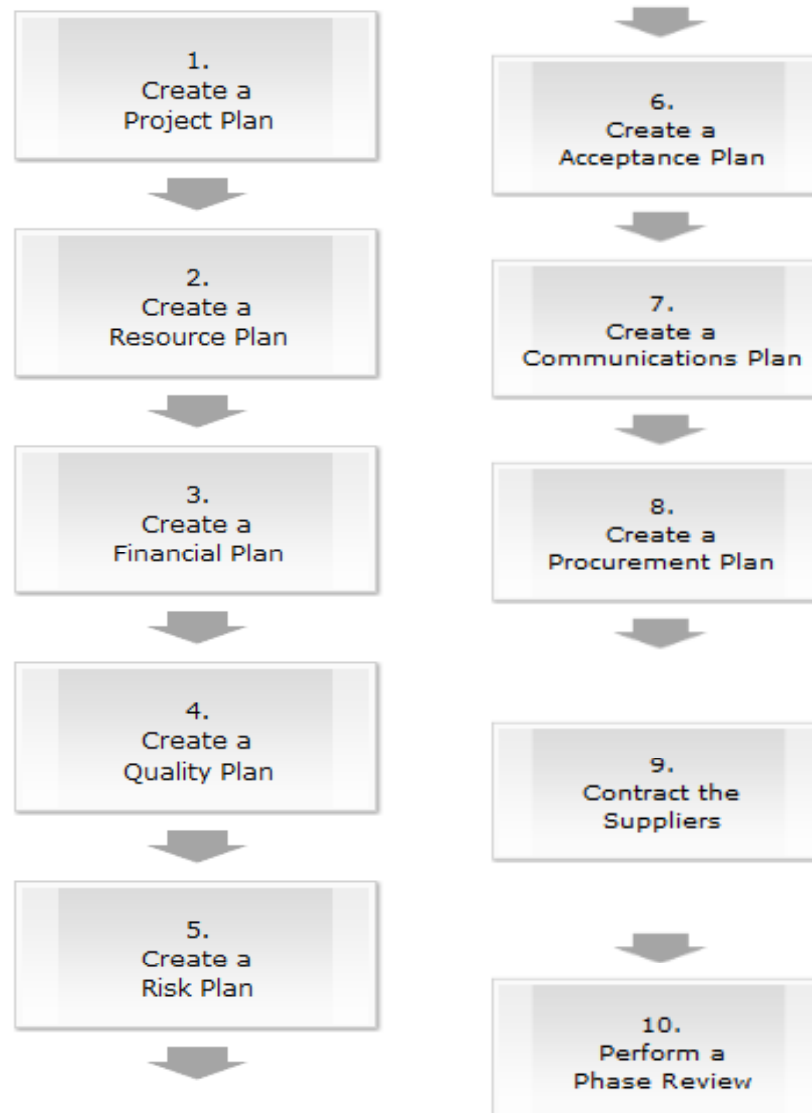 1.
Create a
Project Plan
2.
Create a
Resource Plan
3.
Create a
Financial Plan
4.
Create a
Quality Plan
5.
Create a
Risk Plan
6.
Create a
Acceptance Plan
7.
Create a
Communications Plan
8.
Create a
Procurement Plan
9.
Contract the
Suppliers
10.
Perform a
Phase Review